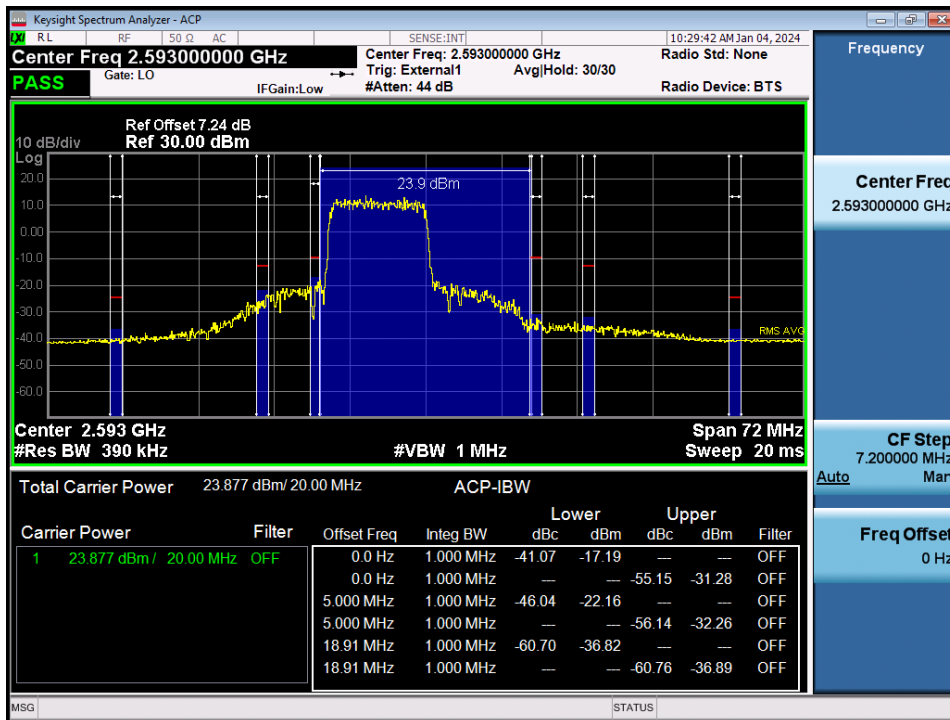 Keysight Spectrum Analyzer - ACP
LXI RL RF 50 Ω AC SENSE:INT 10:29:42 AM Jan 04, 2024
Center Freq 2.593000000 GHz Center Freq: 2.593000000 GHz Radio Std: None
Gate: LO Trig: External1 Avg|Hold: 30/30
PASS IFGain:Low #Atten: 44 dB Radio Device: BTS
Ref Offset 7.24 dB
10 dB/div Ref 30.00 dBm
Log
20.0
23.9 dBm
10.0
0.00
-10.0
-20.0
-30.0
RMS AVG
-40.0
-50.0
-60.0
Center 2.593 GHz Span 72 MHz
#Res BW 390 kHz #VBW 1 MHz Sweep 20 ms
Total Carrier Power 23.877 dBm/ 20.00 MHz ACP-IBW
Lower Upper
Carrier Power Filter Offset Freq Integ BW dBc dBm dBc dBm Filter
1 23.877 dBm / 20.00 MHz OFF 0.0 Hz 1.000 MHz -41.07 -17.19 --- --- OFF
0.0 Hz 1.000 MHz --- --- -55.15 -31.28 OFF
5.000 MHz 1.000 MHz -46.04 -22.16 --- --- OFF
5.000 MHz 1.000 MHz --- --- -56.14 -32.26 OFF
18.91 MHz 1.000 MHz -60.70 -36.82 --- --- OFF
18.91 MHz 1.000 MHz --- --- -60.76 -36.89 OFF
MSG STATUS
Frequency
Center Freq
2.593000000 GHz
CF Step
7.200000 MHz
Auto Man
Freq Offset
0 Hz